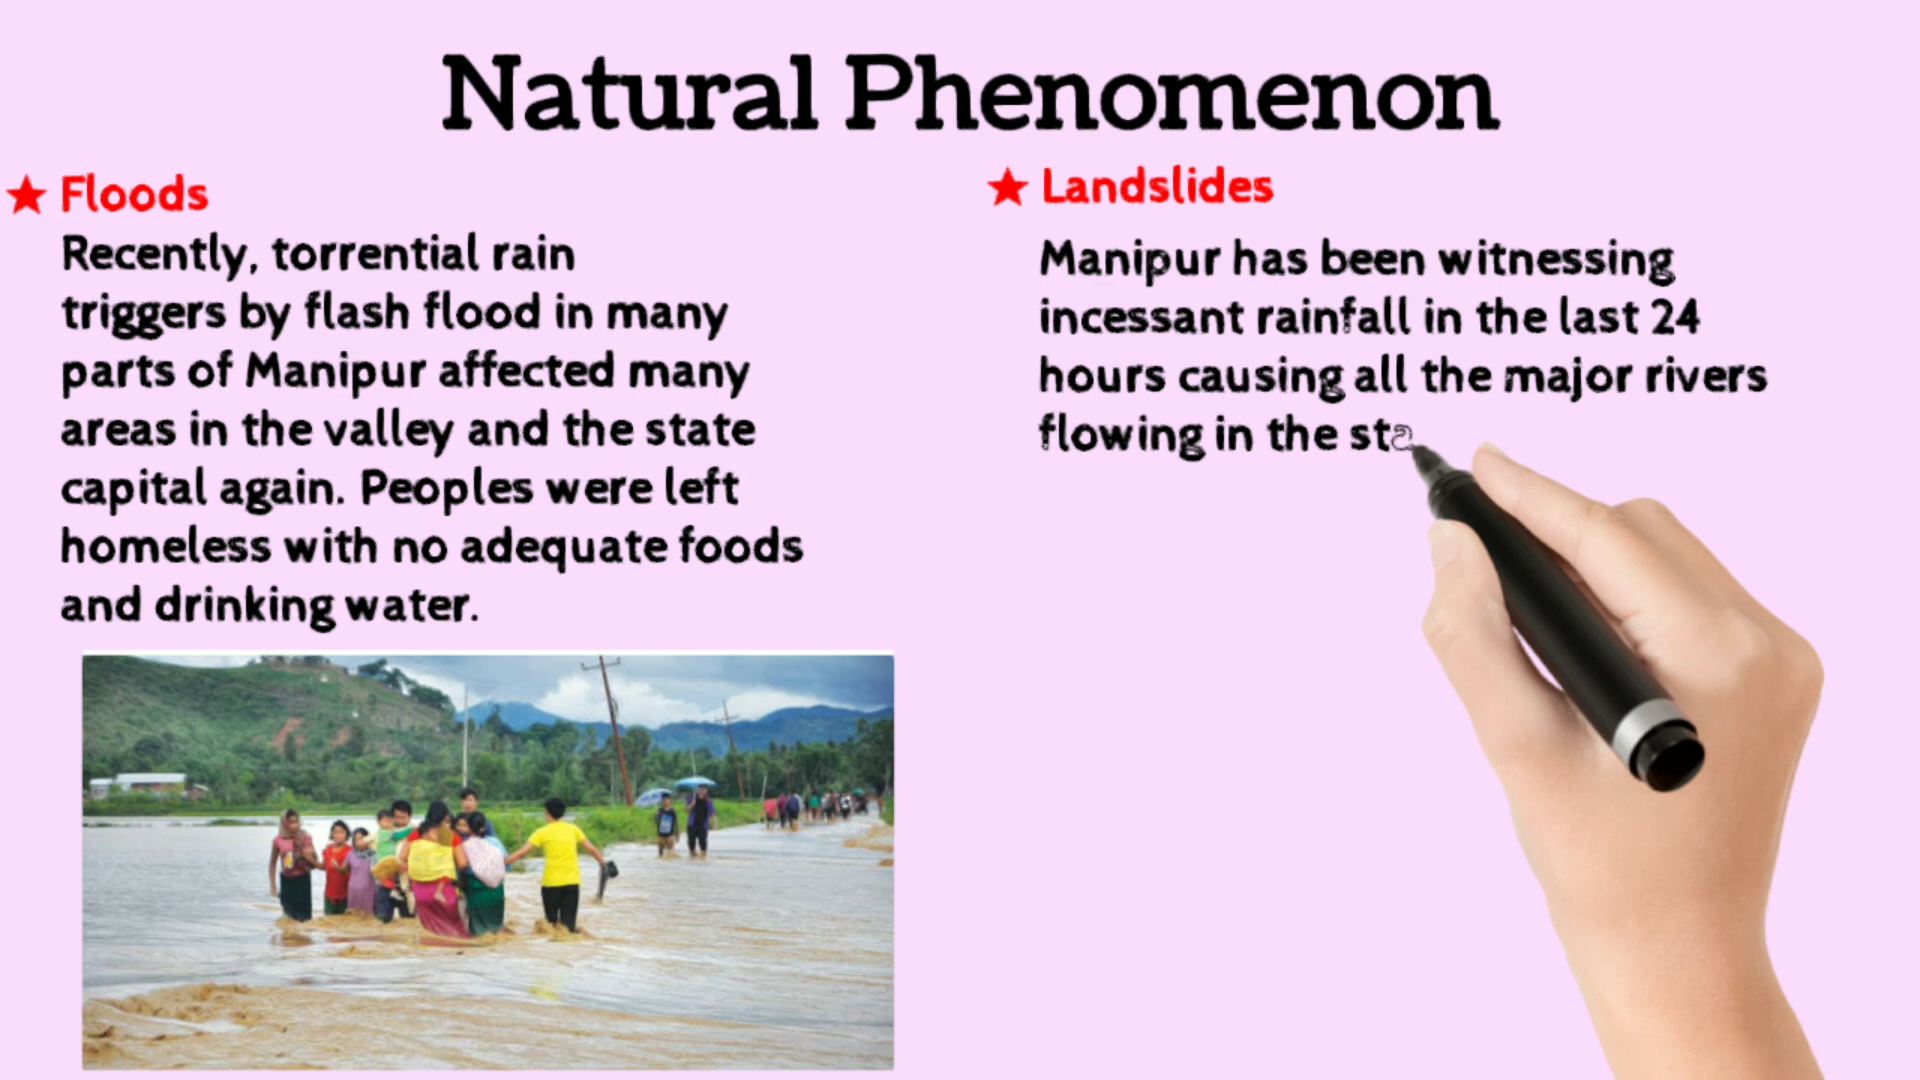 Natural Phenomenon
Floods
Recently, torrential rain
triggers by flash flood in many
parts of Manipur affected many
areas in the valley and the state
capital again. Peoples were left
homeless with no adequate foods
and drinking water.
Landslides
Manipur has been witnessing
incessant rainfall in the last 24
hours causing all the major rivers
flowing in the sta